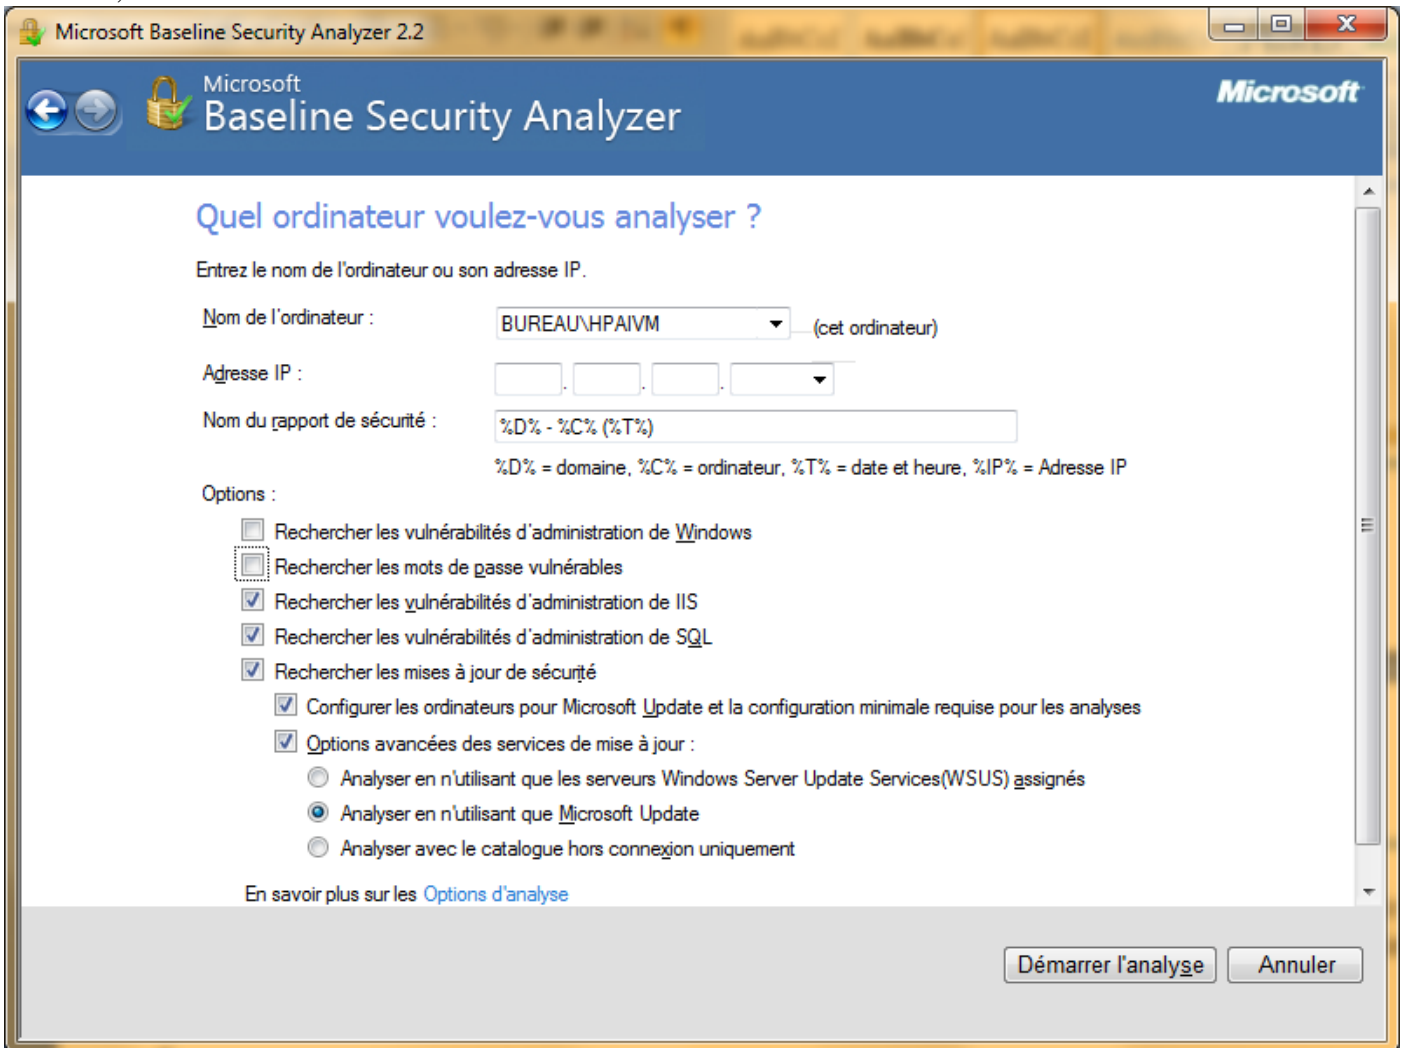 Microsoft Baseline Security Analyzer 2.2
Microsoft
Baseline Security Analyzer
Microsoft
Quel ordinateur voulez-vous analyser ?
Entrez le nom de l'ordinateur ou son adresse IP.
Nom de l'ordinateur : BUREAU\HPAIVM (cet ordinateur)
Adresse IP : . . .
Nom du rapport de sécurité : %D% - %C% (%T%)
%D% = domaine, %C% = ordinateur, %T% = date et heure, %IP% = Adresse IP
Options :
Rechercher les vulnérabilités d'administration de Windows
Rechercher les mots de passe vulnérables
Rechercher les vulnérabilités d'administration de IIS
Rechercher les vulnérabilités d'administration de SQL
Rechercher les mises à jour de sécurité
Configurer les ordinateurs pour Microsoft Update et la configuration minimale requise pour les analyses
Options avancées des services de mise à jour :
Analyser en n'utilisant que les serveurs Windows Server Update Services(WSUS) assignés
Analyser en n'utilisant que Microsoft Update
Analyser avec le catalogue hors connexion uniquement
En savoir plus sur les Options d'analyse
Démarrer l'analyse Annuler